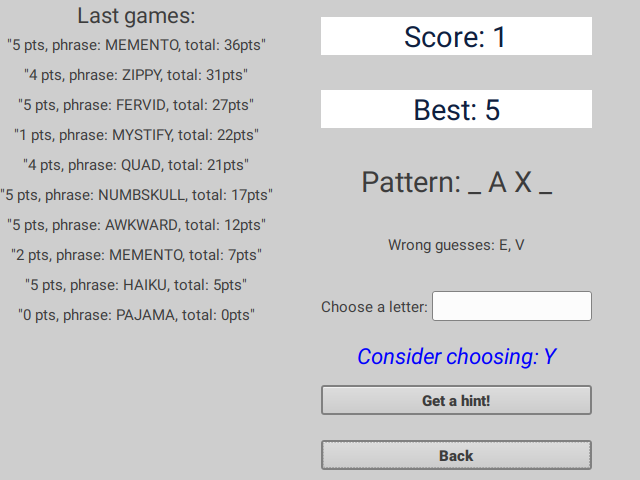 Last games:
"5 pts, phrase: MEMENTO, total: 36pts"
"4 pts, phrase: ZIPPY, total: 31pts"
"5 pts, phrase: FERVID, total: 27pts"
"1 pts, phrase: MYSTIFY, total: 22pts"
"4 pts, phrase: QUAD, total: 21pts"
"5 pts, phrase: NUMBSKULL, total: 17pts"
"5 pts, phrase: AWKWARD, total: 12pts"
"2 pts, phrase: MEMENTO, total: 7pts"
"5 pts, phrase: HAIKU, total: 5pts"
"0 pts, phrase: PAJAMA, total: 0pts"
Score: 1
Best: 5
Pattern: _ A X _
Wrong guesses: E, V
Choose a letter:
Consider choosing: Y
Get a hint!
Back